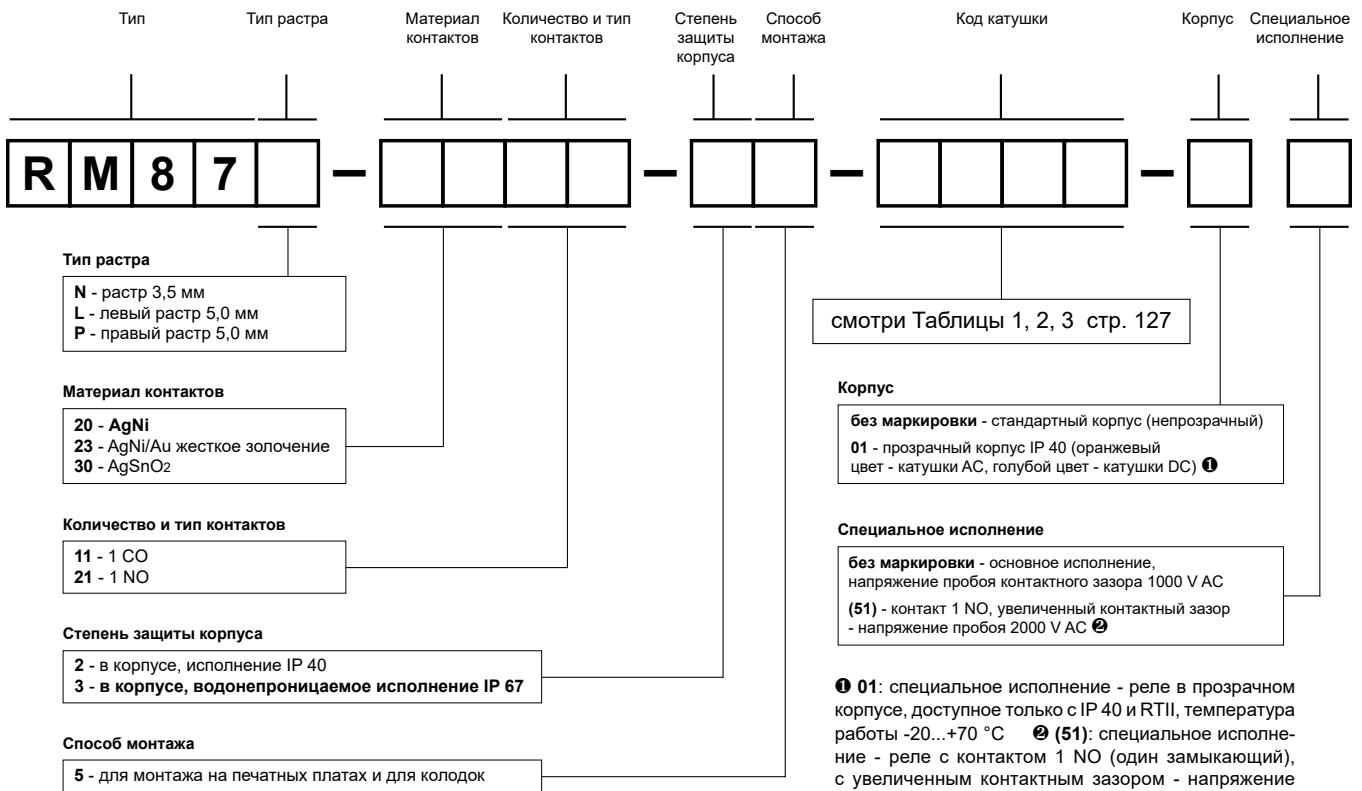 Тип
Тип растра
Материал
контактов
Количество и тип
контактов
Степень
защиты
корпуса
Способ
монтажа
Код катушки
Корпус
Специальное
исполнение
RM87 – – – –
Тип растра
N - растр 3,5 мм
L - левый растр 5,0 мм
P - правый растр 5,0 мм
Материал контактов
20 - AgNi
23 - AgNi/Au жесткое золочение
30 - AgSnO2
Количество и тип контактов
11 - 1 CO
21 - 1 NO
Степень защиты корпуса
2 - в корпусе, исполнение IP 40
3 - в корпусе, водонепроницаемое исполнение IP 67
Способ монтажа
5 - для монтажа на печатных платах и для колодок
смотри Таблицы 1, 2, 3 стр. 127
Корпус
без маркировки - стандартный корпус (непрозрачный)
01 - прозрачный корпус IP 40 (оранжевый
цвет - катушки AC, голубой цвет - катушки DC) ❶
Специальное исполнение
без маркировки - основное исполнение,
напряжение пробоя контактного зазора 1000 V AC
(51) - контакт 1 NO, увеличенный контактный зазор
- напряжение пробоя 2000 V AC ❷
❶ 01: специальное исполнение - реле в прозрачном
корпусе, доступное только с IP 40 и RTII, температура
работы -20...+70 °C ❷ (51): специальное исполне-
ние - реле с контактом 1 NO (один замыкающий),
с увеличенным контактным зазором - напряжение